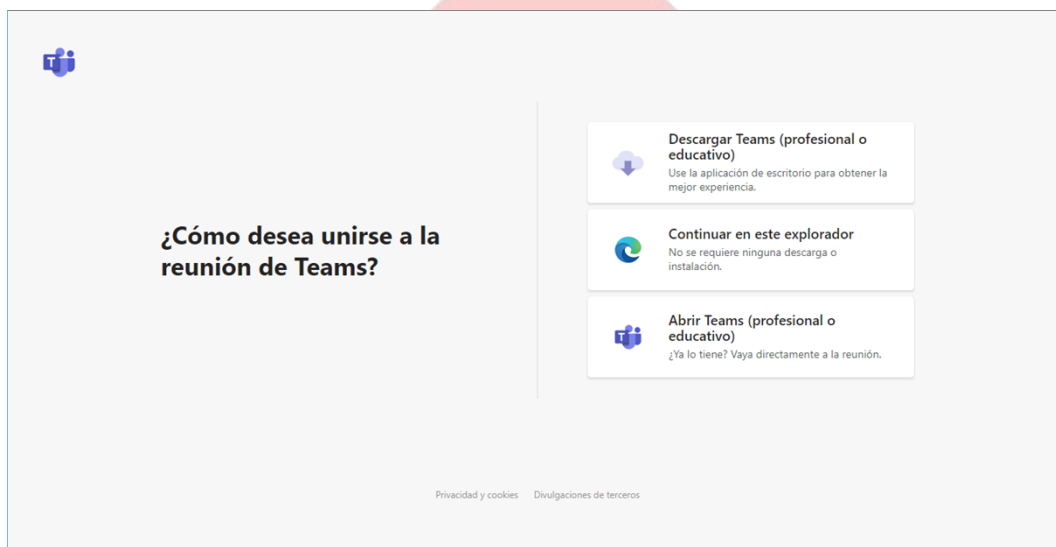 T
¿Cómo desea unirse a la
reunión de Teams?
Descargar Teams (profesional o
educativo)
Use la aplicación de escritorio para obtener la
mejor experiencia.
Continuar en este explorador
No se requiere ninguna descarga o
instalación.
T
Abrir Teams (profesional o
educativo)
¿Ya lo tiene? Vaya directamente a la reunión.
Privacidad y cookies Divulgaciones de terceros